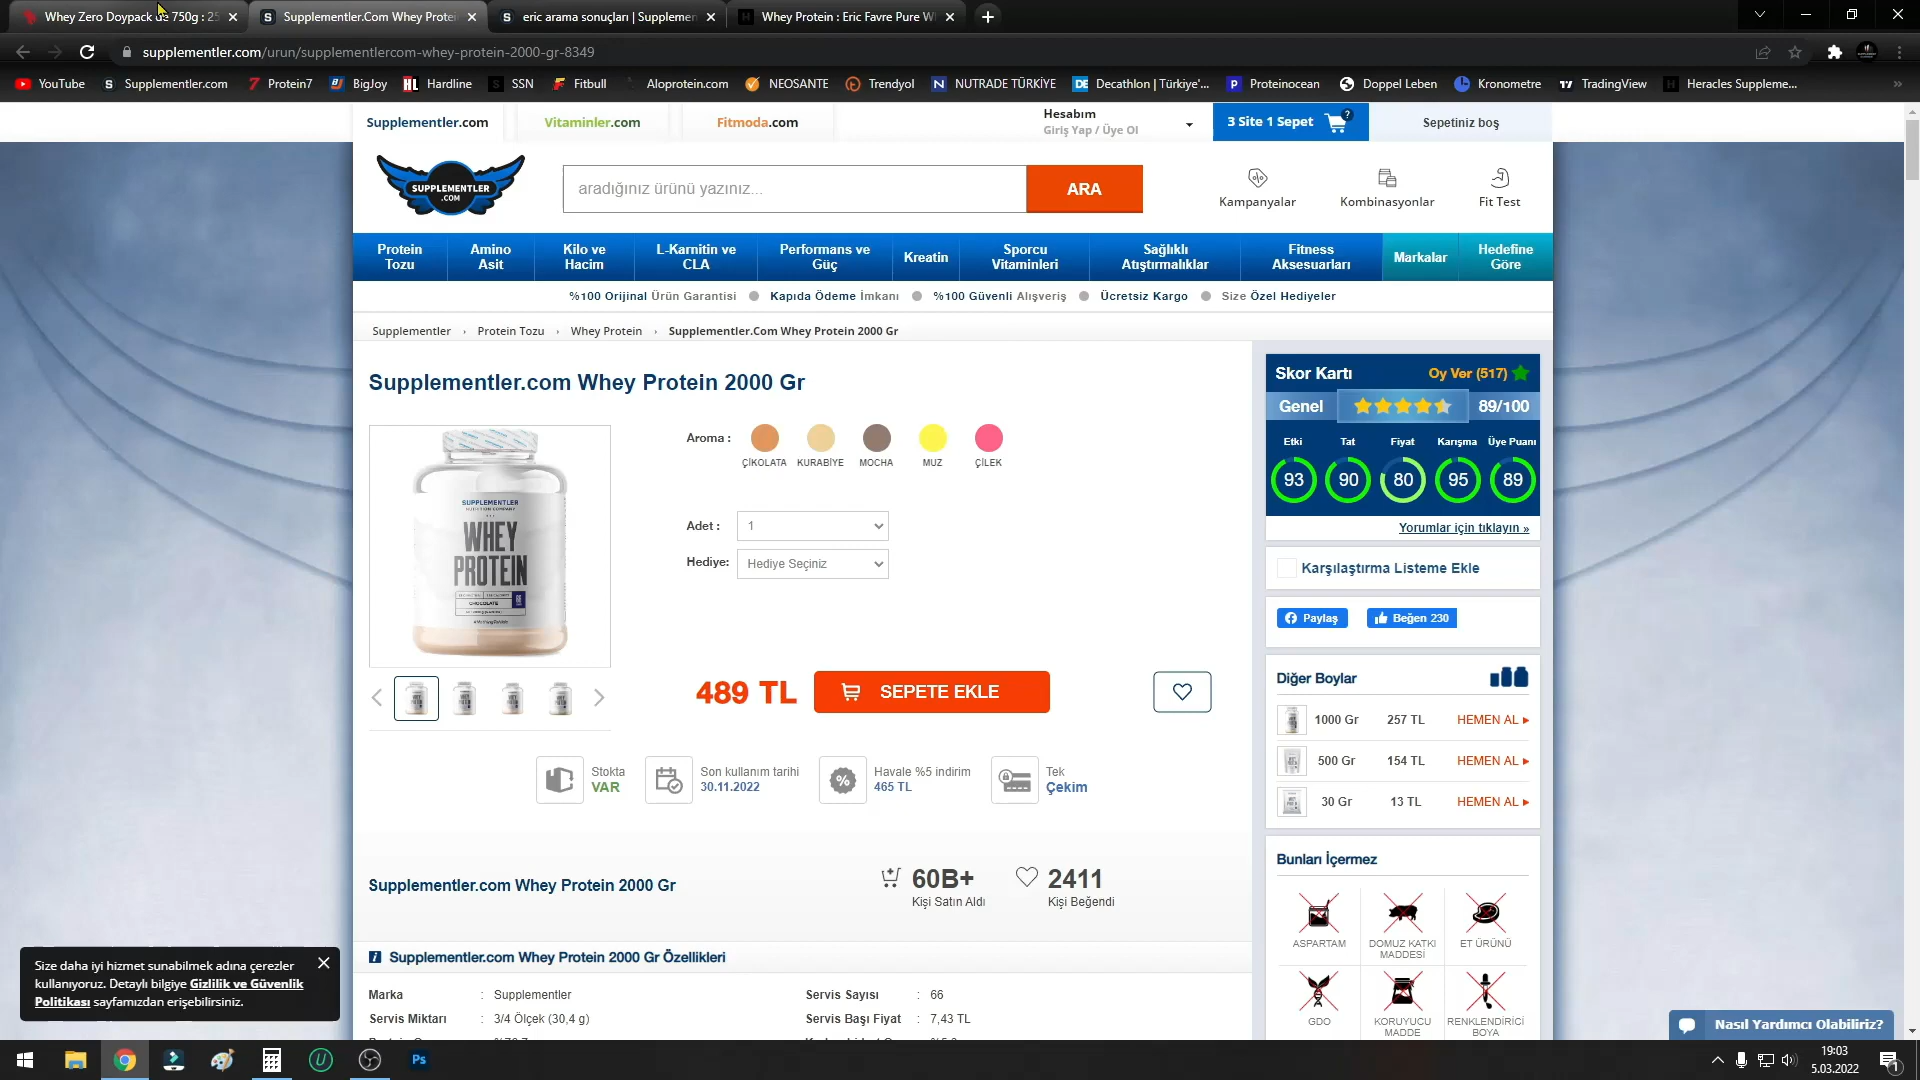 Whey Zero Doypack de 750g : 25
Supplementler.Com Whey Protein
eric arama sonuçları | Supplemen
Whey Protein : Eric Favre Pure W
supplementler.com/urun/supplementlercom-whey-protein-2000-gr-8349
YouTube Supplementler.com Protein7 BigJoy Hardline SSN Fitbull Aloprotein.com NEOSANTE Trendyol NUTRADE TÜRKİYE Decathlon | Türkiye'... Proteinocean Doppel Leben Kronometre TradingView Heracles Suppleme...
Supplementler.com Vitaminler.com Fitmoda.com
Hesabım
Giriş Yap / Üye Ol
3 Site 1 Sepet ?
Sepetiniz boş
SUPPLEMENTLER
.COM
aradığınız ürünü yazınız...
ARA
Kampanyalar Kombinasyonlar Fit Test
Protein Tozu
Amino Asit
Kilo ve Hacim
L-Karnitin ve CLA
Performans ve Güç
Kreatin
Sporcu Vitaminleri
Sağlıklı Atıştırmalıklar
Fitness Aksesuarları
Markalar
Hedefine Göre
%100 Orijinal Ürün Garantisi Kapıda Ödeme İmkanı %100 Güvenli Alışveriş Ücretsiz Kargo Size Özel Hediyeler
Supplementler › Protein Tozu › Whey Protein › Supplementler.Com Whey Protein 2000 Gr
Supplementler.com Whey Protein 2000 Gr
SUPPLEMENTLER
WHEY
PROTEIN
CHOCOLATE
Aroma :
ÇİKOLATA KURABİYE MOCHA MUZ ÇİLEK
Adet : 1
Hediye: Hediye Seçiniz
489 TL
SEPETE EKLE
Stokta
VAR
Son kullanım tarihi
30.11.2022
Havale %5 indirim
465 TL
Tek
Çekim
Supplementler.com Whey Protein 2000 Gr
60B+
Kişi Satın Aldı
2411
Kişi Beğendi
i Supplementler.com Whey Protein 2000 Gr Özellikleri
Marka : Supplementler
Servis Sayısı : 66
Servis Miktarı : 3/4 Ölçek (30,4 g)
Servis Başı Fiyat : 7,43 TL
Skor Kartı Oy Ver (517)
Genel 89/100
Etki Tat Fiyat Karışma Üye Puanı
93 90 80 95 89
Yorumlar için tıklayın »
Karşılaştırma Listeme Ekle
Paylaş Beğen 230
Diğer Boylar
1000 Gr 257 TL HEMEN AL
500 Gr 154 TL HEMEN AL
30 Gr 13 TL HEMEN AL
Bunları İçermez
ASPARTAM
DOMUZ KATKI MADDESİ
ET ÜRÜNÜ
GDO
KORUYUCU MADDE
RENKLENDİRİCİ BOYA
Size daha iyi hizmet sunabilmek adına çerezler
kullanıyoruz. Detaylı bilgiye Gizlilik ve Güvenlik
Politikası sayfamızdan erişebilirsiniz.
Nasıl Yardımcı Olabiliriz?
Ps
19:03
5.03.2022
1